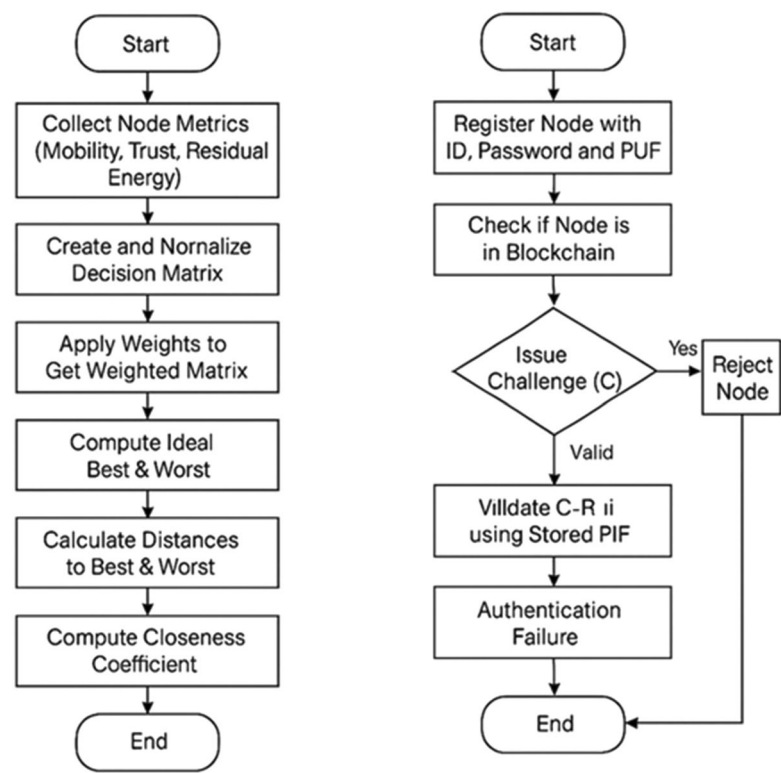 Start
Collect Node Metrics
(Mobility, Trust, Residual
Energy)
Create and Nornalize
Decision Matrix
Apply Weights to
Get Weighted Matrix
Compute Ideal
Best & Worst
Calculate Distances
to Best & Worst
Compute Closeness
Coefficient
End
Start
Register Node with
ID, Password and PUF
Check if Node is
in Blockchain
Issue
Challenge (C)
Yes
Reject
Node
Valid
Villdate C-R
using Stored PIF
Authentication
Failure
End